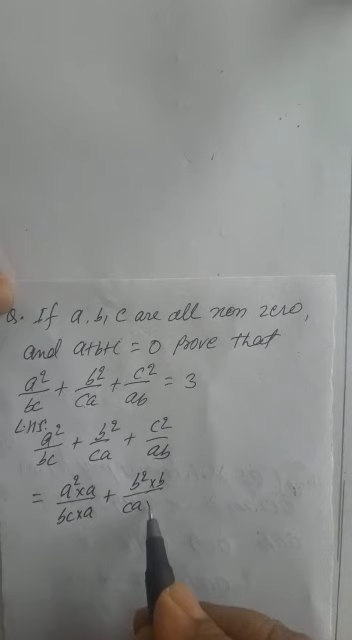 Q. If a, b, c are all non zero,
and a+b+c = 0 Prove that
a²/bc + b²/ca + c²/ab = 3
L.H.S.
a²/bc + b²/ca + c²/ab
= a²×a/bc×a + b²×b/ca